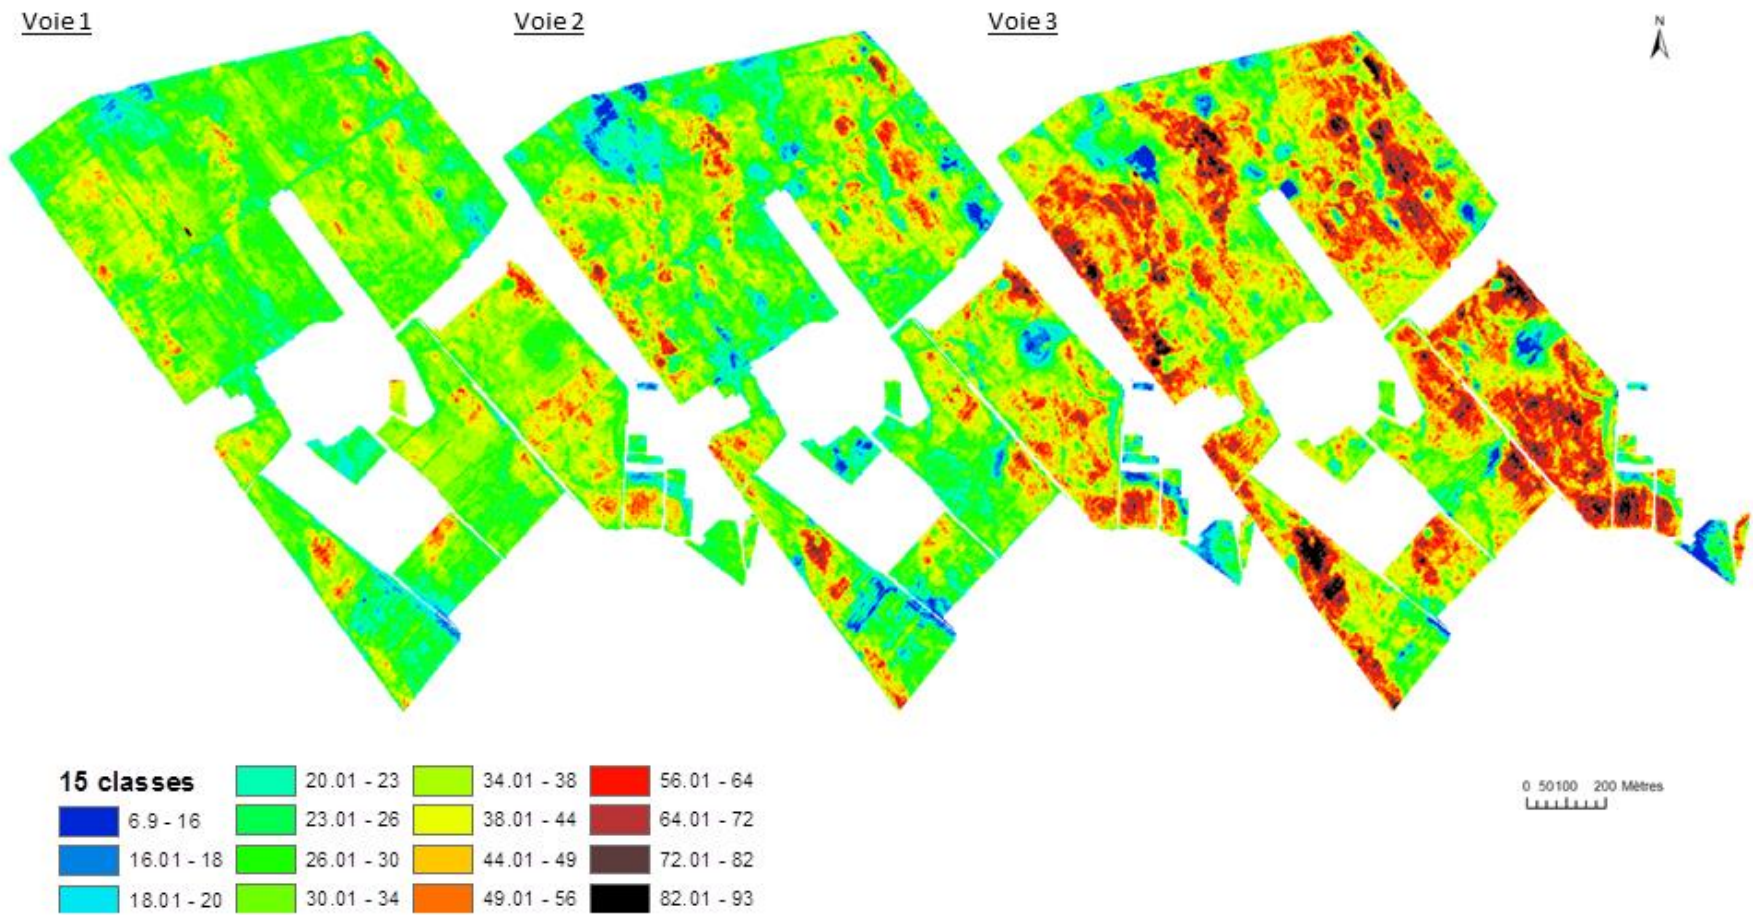 Voie 1
Voie 2
Voie 3
N
15 classes
6.9 - 16
16.01 - 18
18.01 - 20
20.01 - 23
23.01 - 26
26.01 - 30
30.01 - 34
34.01 - 38
38.01 - 44
44.01 - 49
49.01 - 56
56.01 - 64
64.01 - 72
72.01 - 82
82.01 - 93
0 50100 200 Mètres